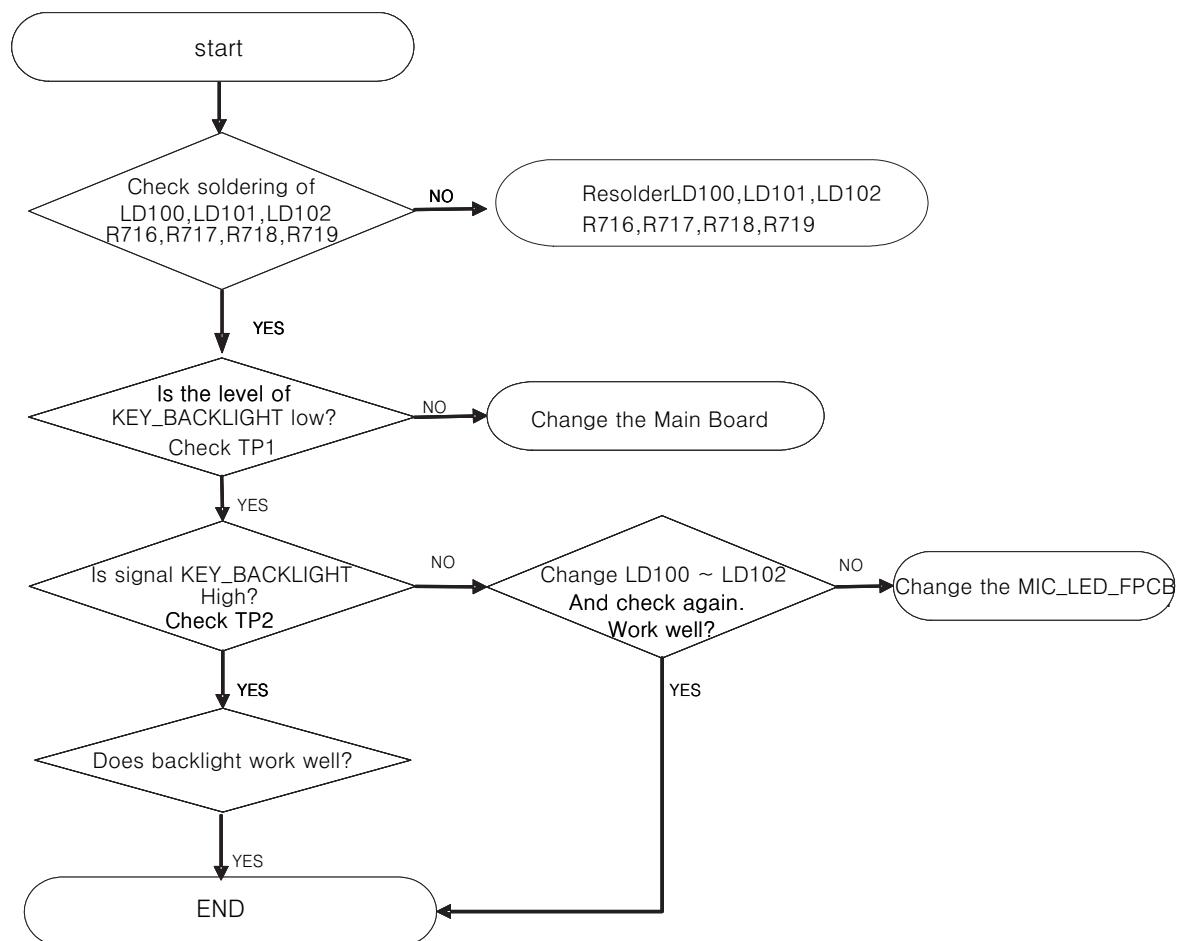 start
Check soldering of
LD100,LD101,LD102
R716,R717,R718,R719
NO
ResolderLD100,LD101,LD102
R716,R717,R718,R719
YES
Is the level of
KEY_BACKLIGHT low?
Check TP1
NO
Change the Main Board
YES
Is signal KEY_BACKLIGHT
High?
Check TP2
NO
Change LD100 ~ LD102
And check again.
Work well?
NO
Change the MIC_LED_FPCB
YES
YES
Does backlight work well?
YES
END